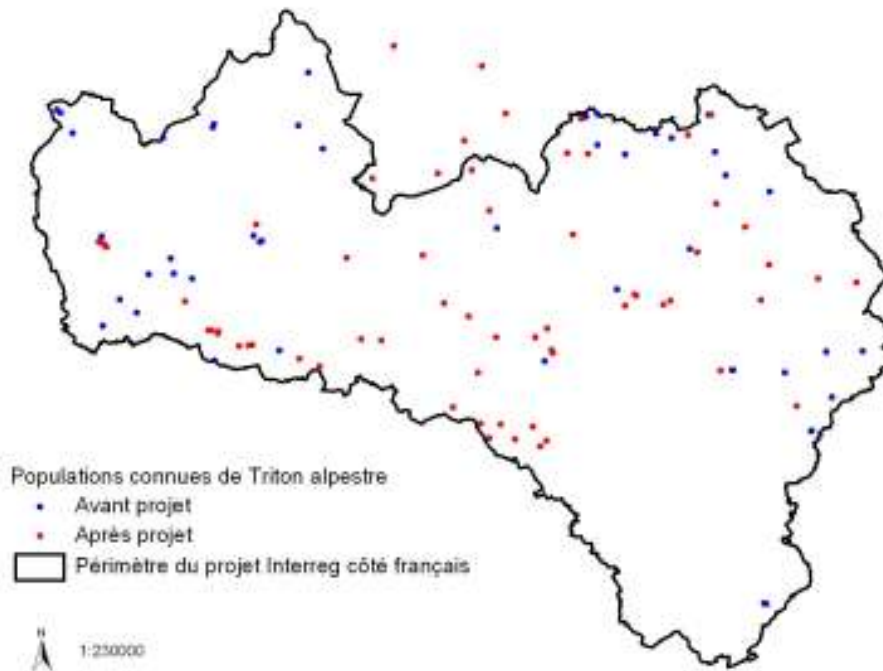 Populations connues de Triton alpestre
Avant projet
Après projet
Périmètre du projet Interreg côté français
N
1:230000